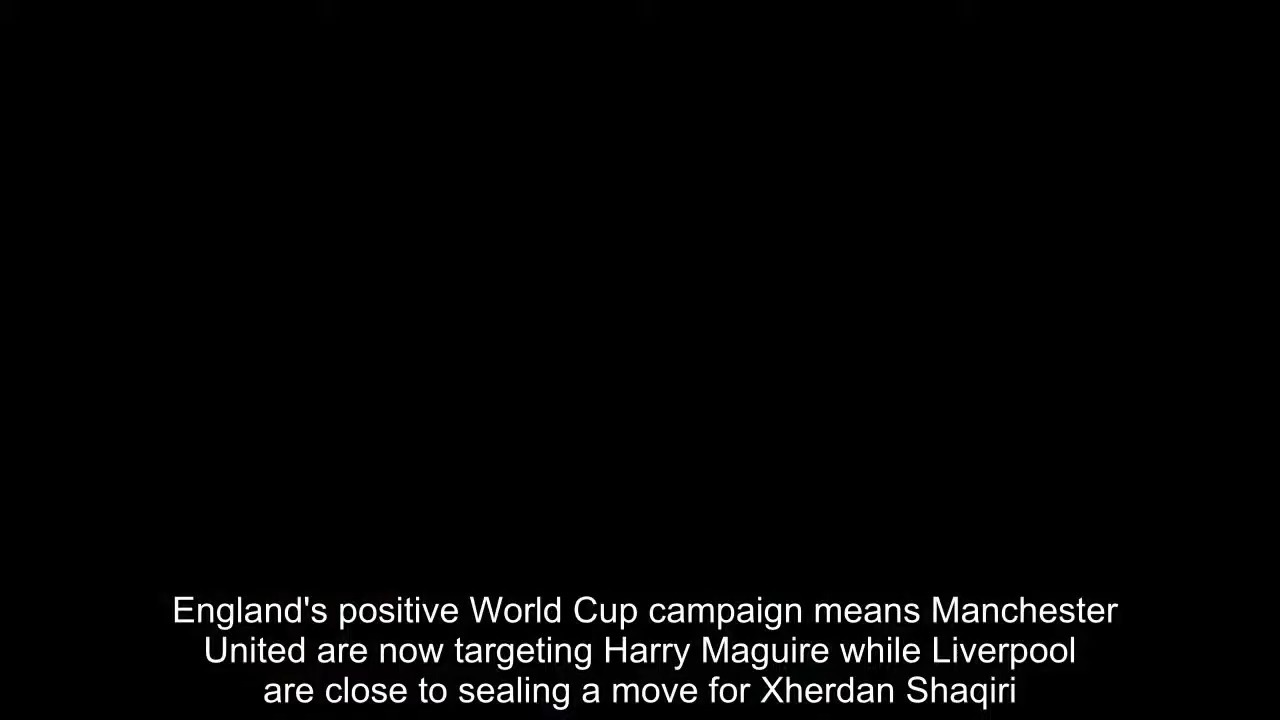 England's positive World Cup campaign means Manchester
United are now targeting Harry Maguire while Liverpool
are close to sealing a move for Xherdan Shaqiri